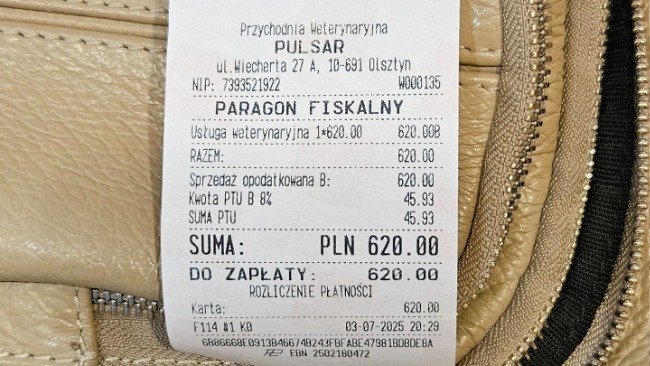 Przychodnia Weterynaryjna
PULSAR
ul.Wiecherta 27 A, 10-691 Olsztyn
NIP: 7393521922 W000135
PARAGON FISKALNY
Usługa weterynaryjna 1*620.00 620.00B
RAZEM: 620.00
Sprzedaż opodatkowana B: 620.00
Kwota PTU B 8% 45.93
SUMA PTU 45.93
SUMA: PLN 620.00
DO ZAPŁATY: 620.00
ROZLICZENIE PŁATNOŚCI
Karta: 620.00
F114 #1 K0 03-07-2025 20:29
6B86668E0913B46674B243FBFABE47981BDBDE8A
EBN 2502180472